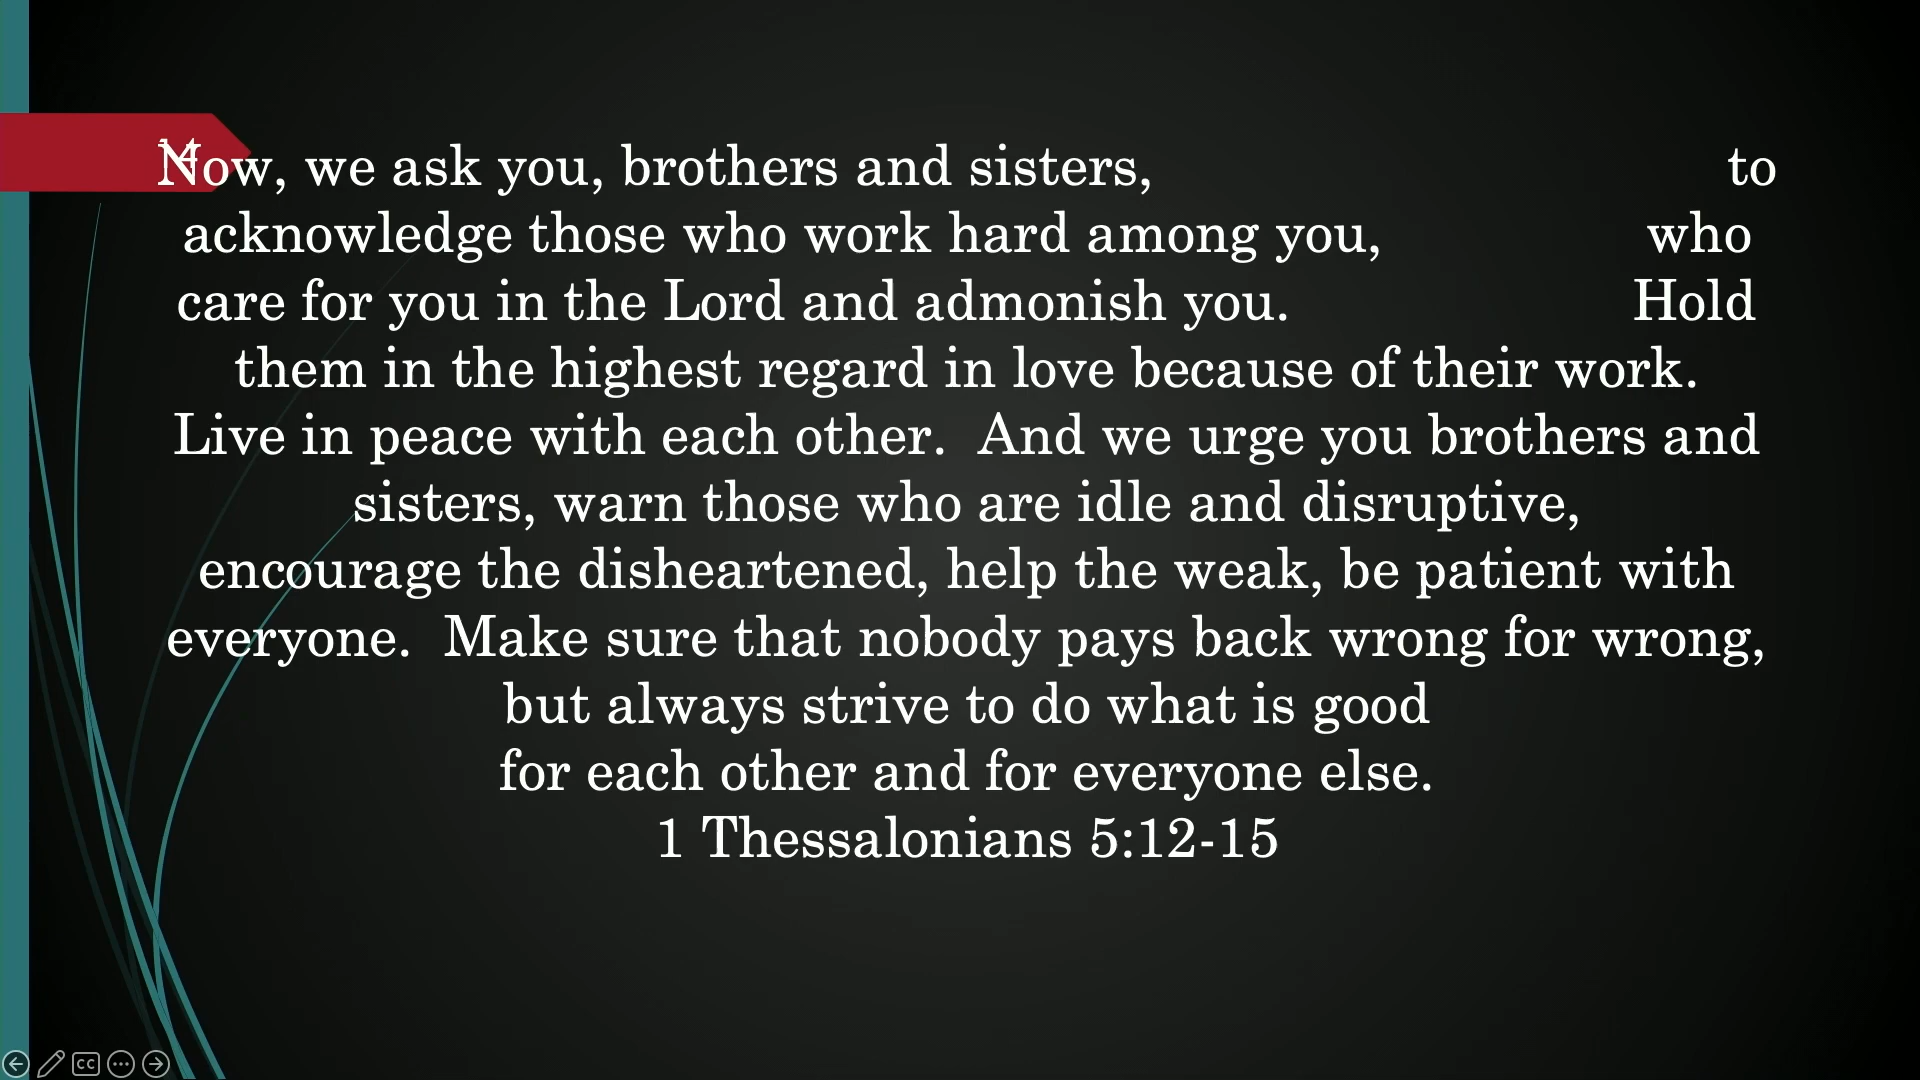 Now, we ask you, brothers and sisters, to
acknowledge those who work hard among you, who
care for you in the Lord and admonish you. Hold
them in the highest regard in love because of their work.
Live in peace with each other. And we urge you brothers and
sisters, warn those who are idle and disruptive,
encourage the disheartened, help the weak, be patient with
everyone. Make sure that nobody pays back wrong for wrong,
but always strive to do what is good
for each other and for everyone else.
1 Thessalonians 5:12-15
CC